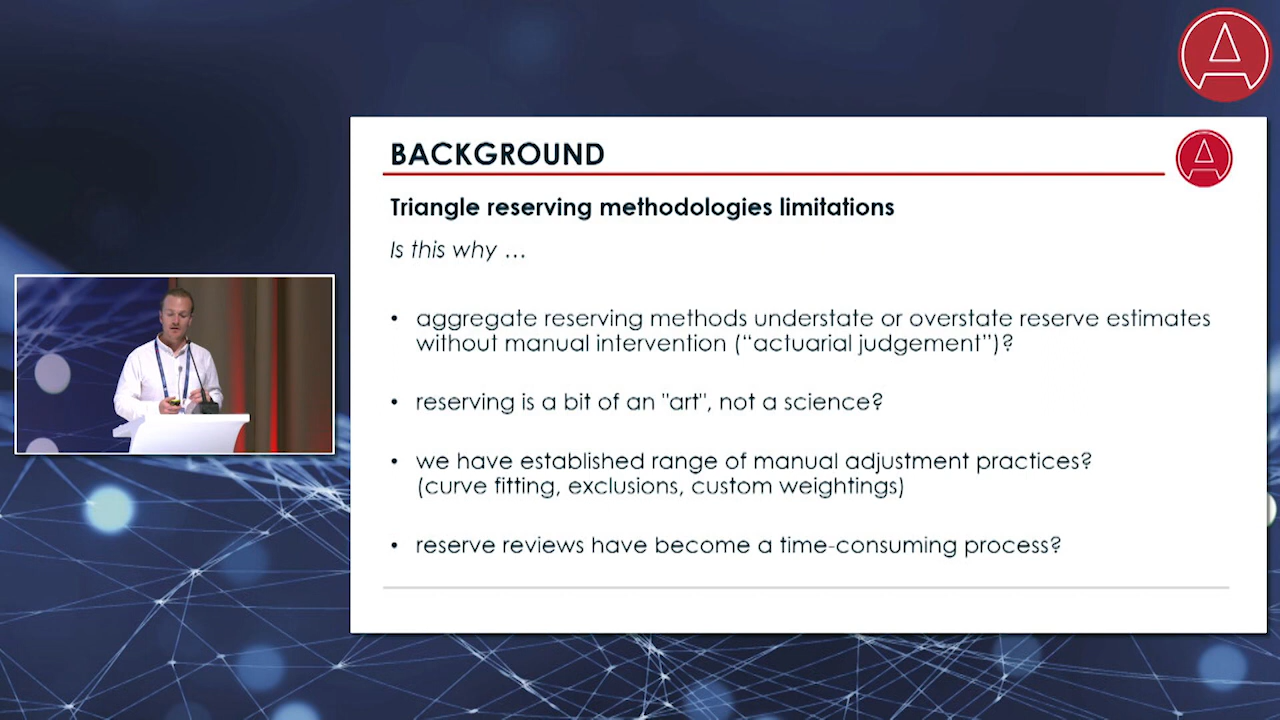 BACKGROUND
Triangle reserving methodologies limitations
Is this why …
• aggregate reserving methods understate or overstate reserve estimates
without manual intervention (“actuarial judgement”)?
• reserving is a bit of an "art", not a science?
• we have established range of manual adjustment practices?
(curve fitting, exclusions, custom weightings)
• reserve reviews have become a time-consuming process?